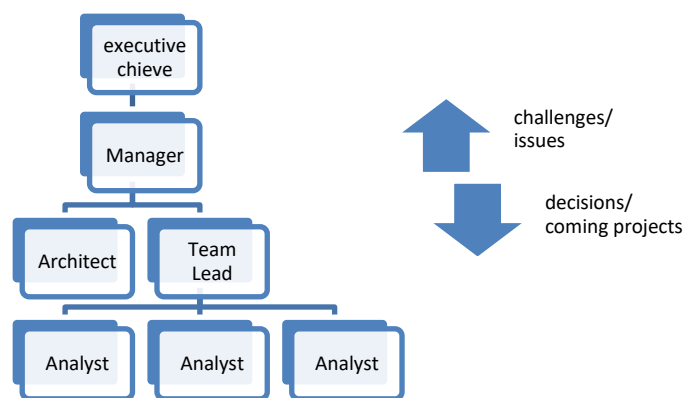 executive
chieve
Manager
challenges/
issues
decisions/
coming projects
Architect
Team
Lead
Analyst
Analyst
Analyst